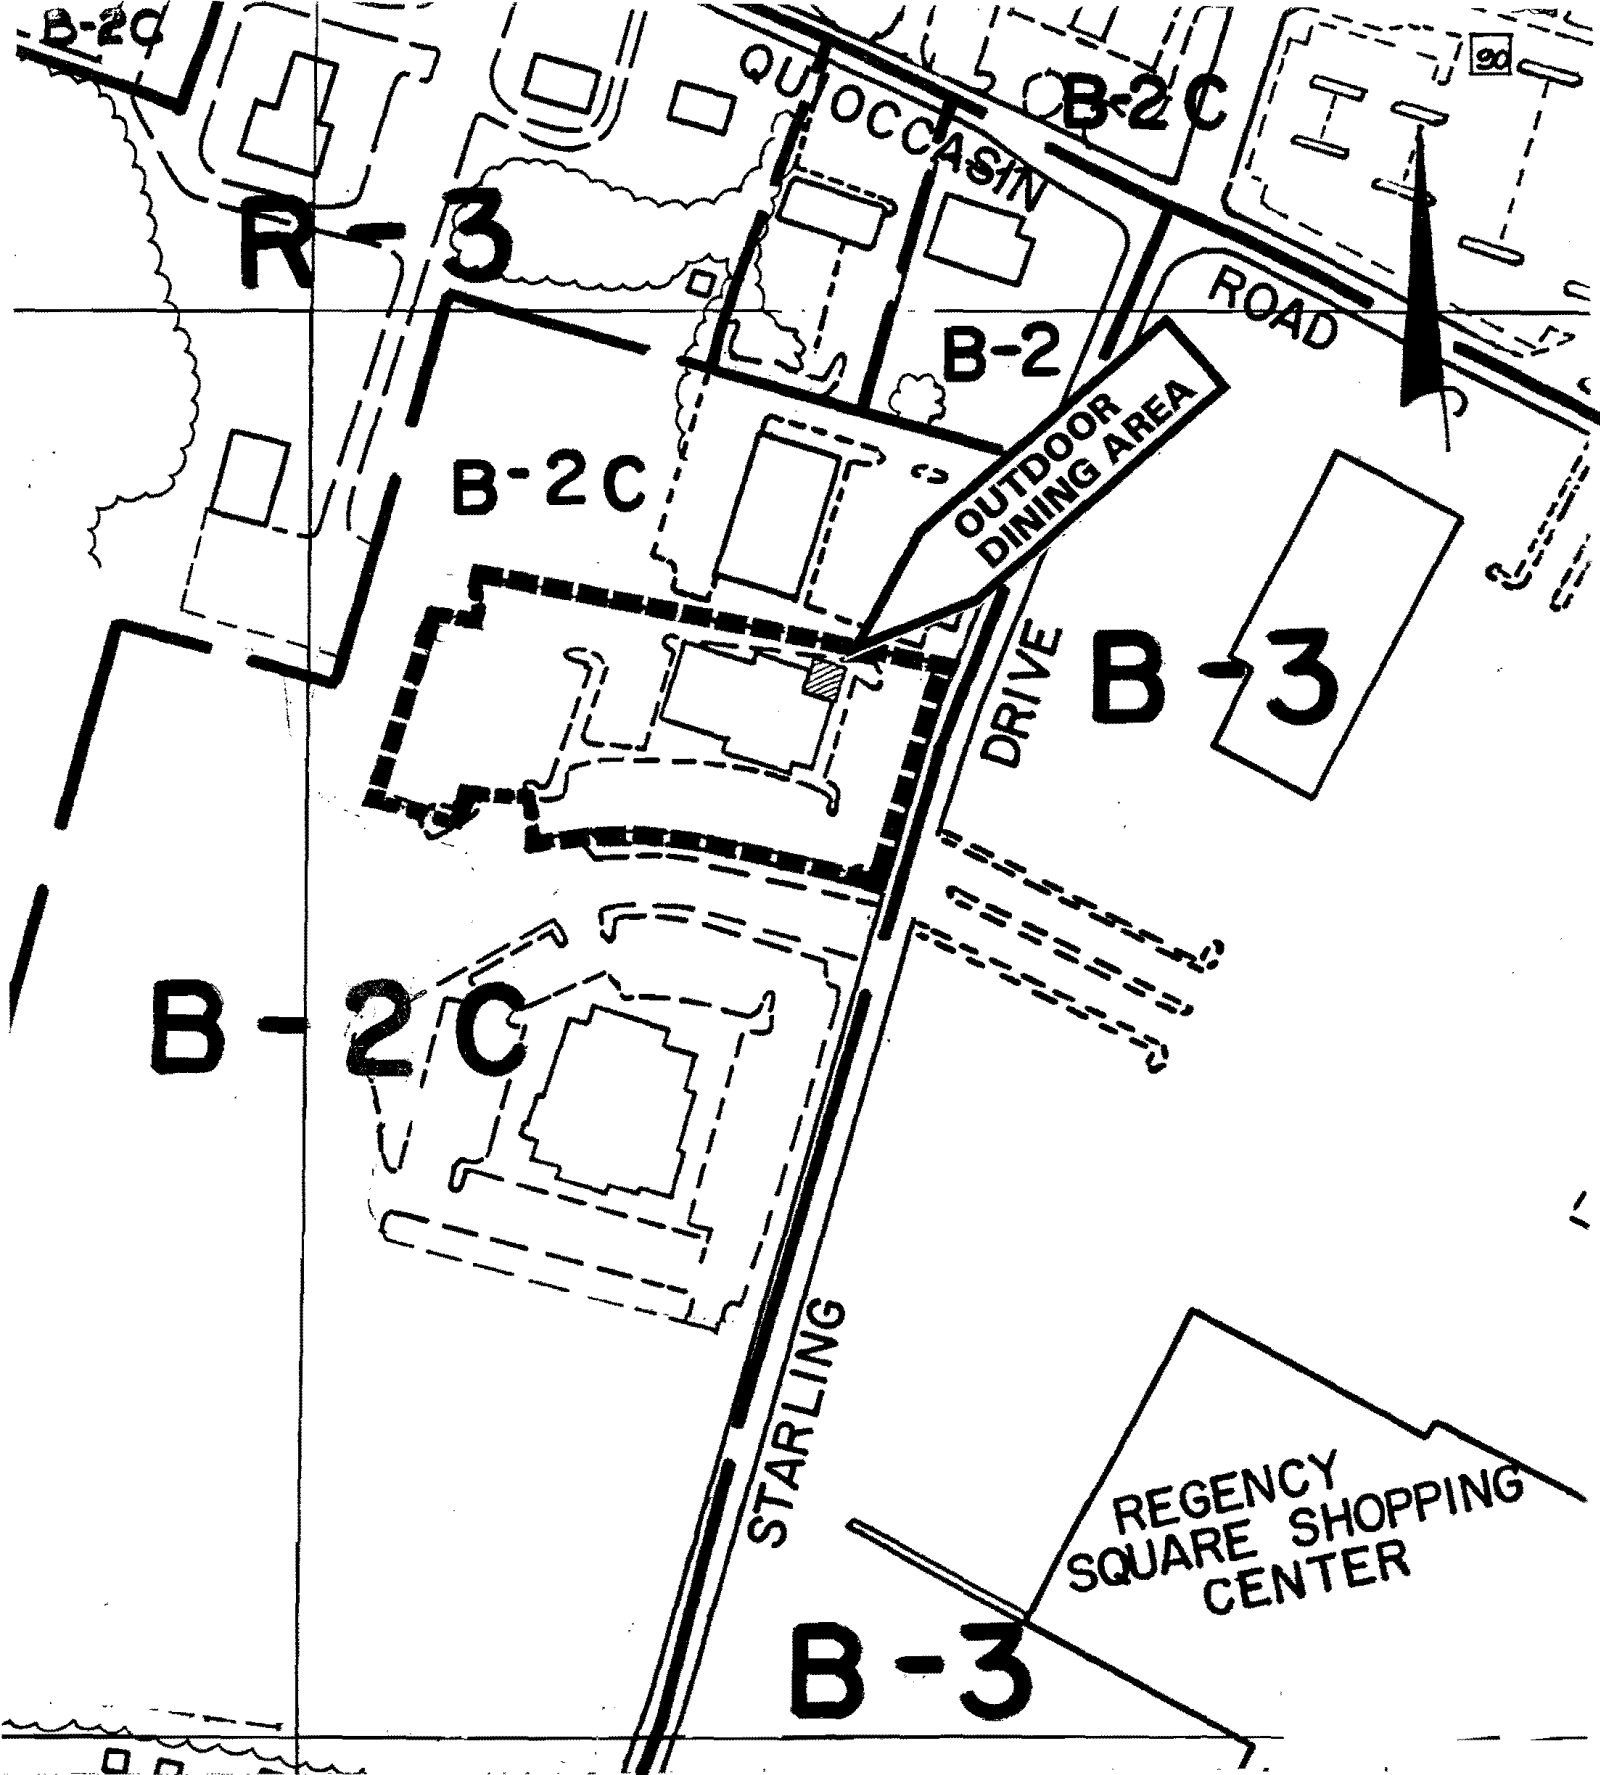 B-2C
QUIOCCASIN
ROAD
B-2C
90
R-3
B-2
OUTDOOR
DINING AREA
B-2C
B-3
STARLING
DRIVE
B-2C
REGENCY
SQUARE SHOPPING
CENTER
B-3